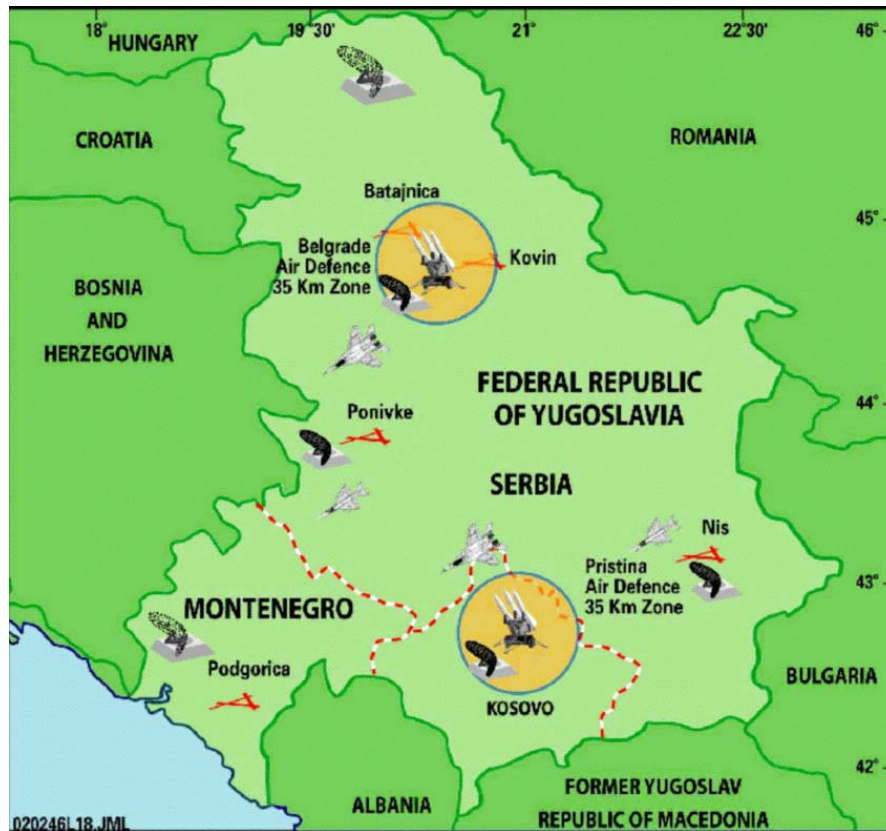 18°
19°30
21°
22°30
46°
HUNGARY
CROATIA
ROMANIA
Batajnica
45°
Belgrade
Air Defence
35 Km Zone
Kovin
BOSNIA
AND
HERZEGOVINA
FEDERAL REPUBLIC
OF YUGOSLAVIA
44°
Ponivke
SERBIA
Nis
Pristina
Air Defence
35 Km Zone
43°
MONTENEGRO
Podgorica
BULGARIA
KOSOVO
42°
ALBANIA
FORMER YUGOSLAV
REPUBLIC OF MACEDONIA
020246L18.JML